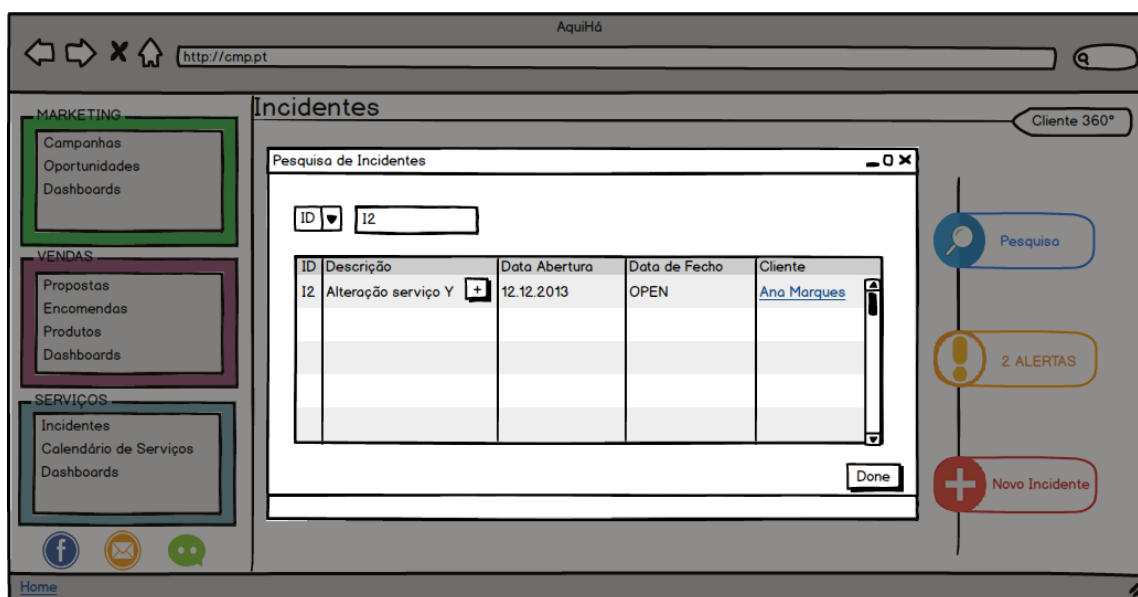 AquiHá
http://cmp.pt
Incidentes
Cliente 360°
MARKETING
Campanhas
Oportunidades
Dashboards
VENDAS
Propostas
Encomendas
Produtos
Dashboards
SERVIÇOS
Incidentes
Calendário de Serviços
Dashboards
Pesquisa de Incidentes
ID I2
ID Descrição Data Abertura Data de Fecho Cliente
I2 Alteração serviço Y + 12.12.2013 OPEN Ana Marques
Done
Pesquisa
2 ALERTAS
Novo Incidente
Home